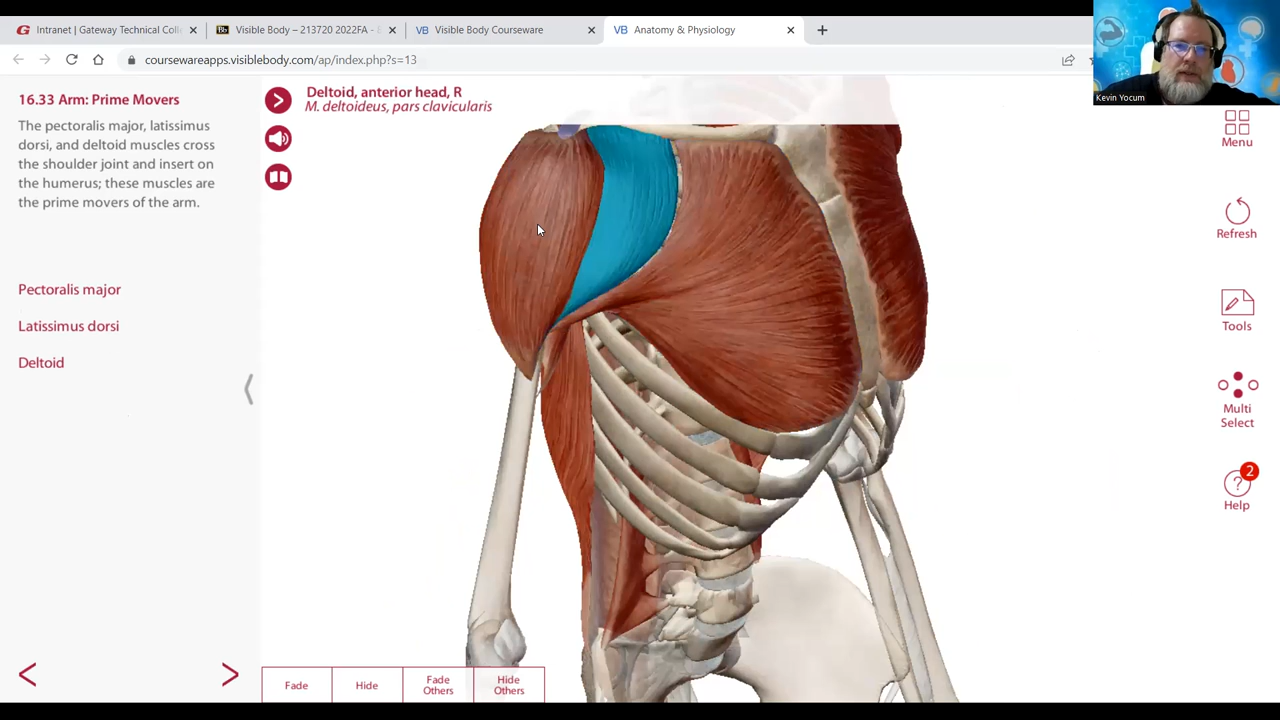 Intranet | Gateway Technical Coll
Visible Body – 213720 2022FA -
Visible Body Courseware
Anatomy & Physiology
coursewareapps.visiblebody.com/ap/index.php?s=13
Kevin Yocum
16.33 Arm: Prime Movers
The pectoralis major, latissimus
dorsi, and deltoid muscles cross
the shoulder joint and insert on
the humerus; these muscles are
the prime movers of the arm.
Pectoralis major
Latissimus dorsi
Deltoid
Deltoid, anterior head, R
M. deltoideus, pars clavicularis
Menu
Refresh
Tools
Multi
Select
2
Help
Fade
Hide
Fade
Others
Hide
Others